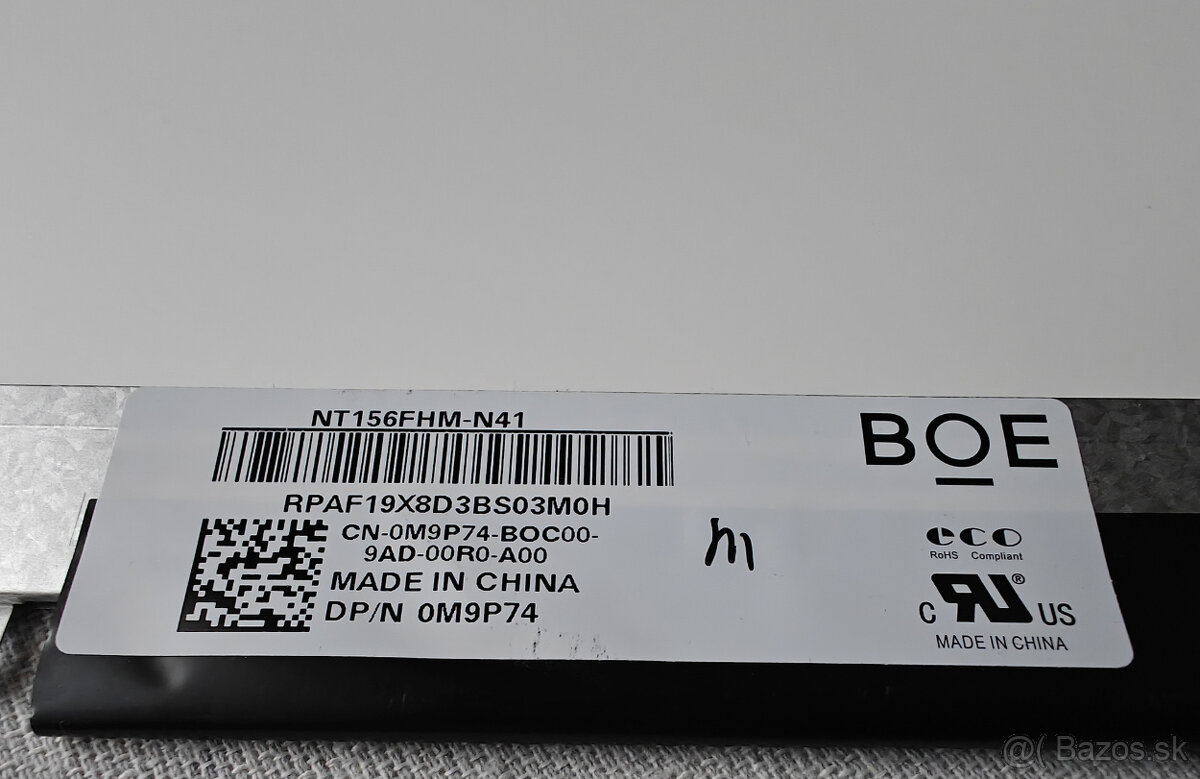 NT156FHM-N41
BOE
RPAF19X8D3BS03M0H
CN-0M9P74-BOC00-
9AD-00R0-A00
MADE IN CHINA
DP/N 0M9P74
eco
RoHS Compliant
C RU® US
MADE IN CHINA
@( Bazos.sk